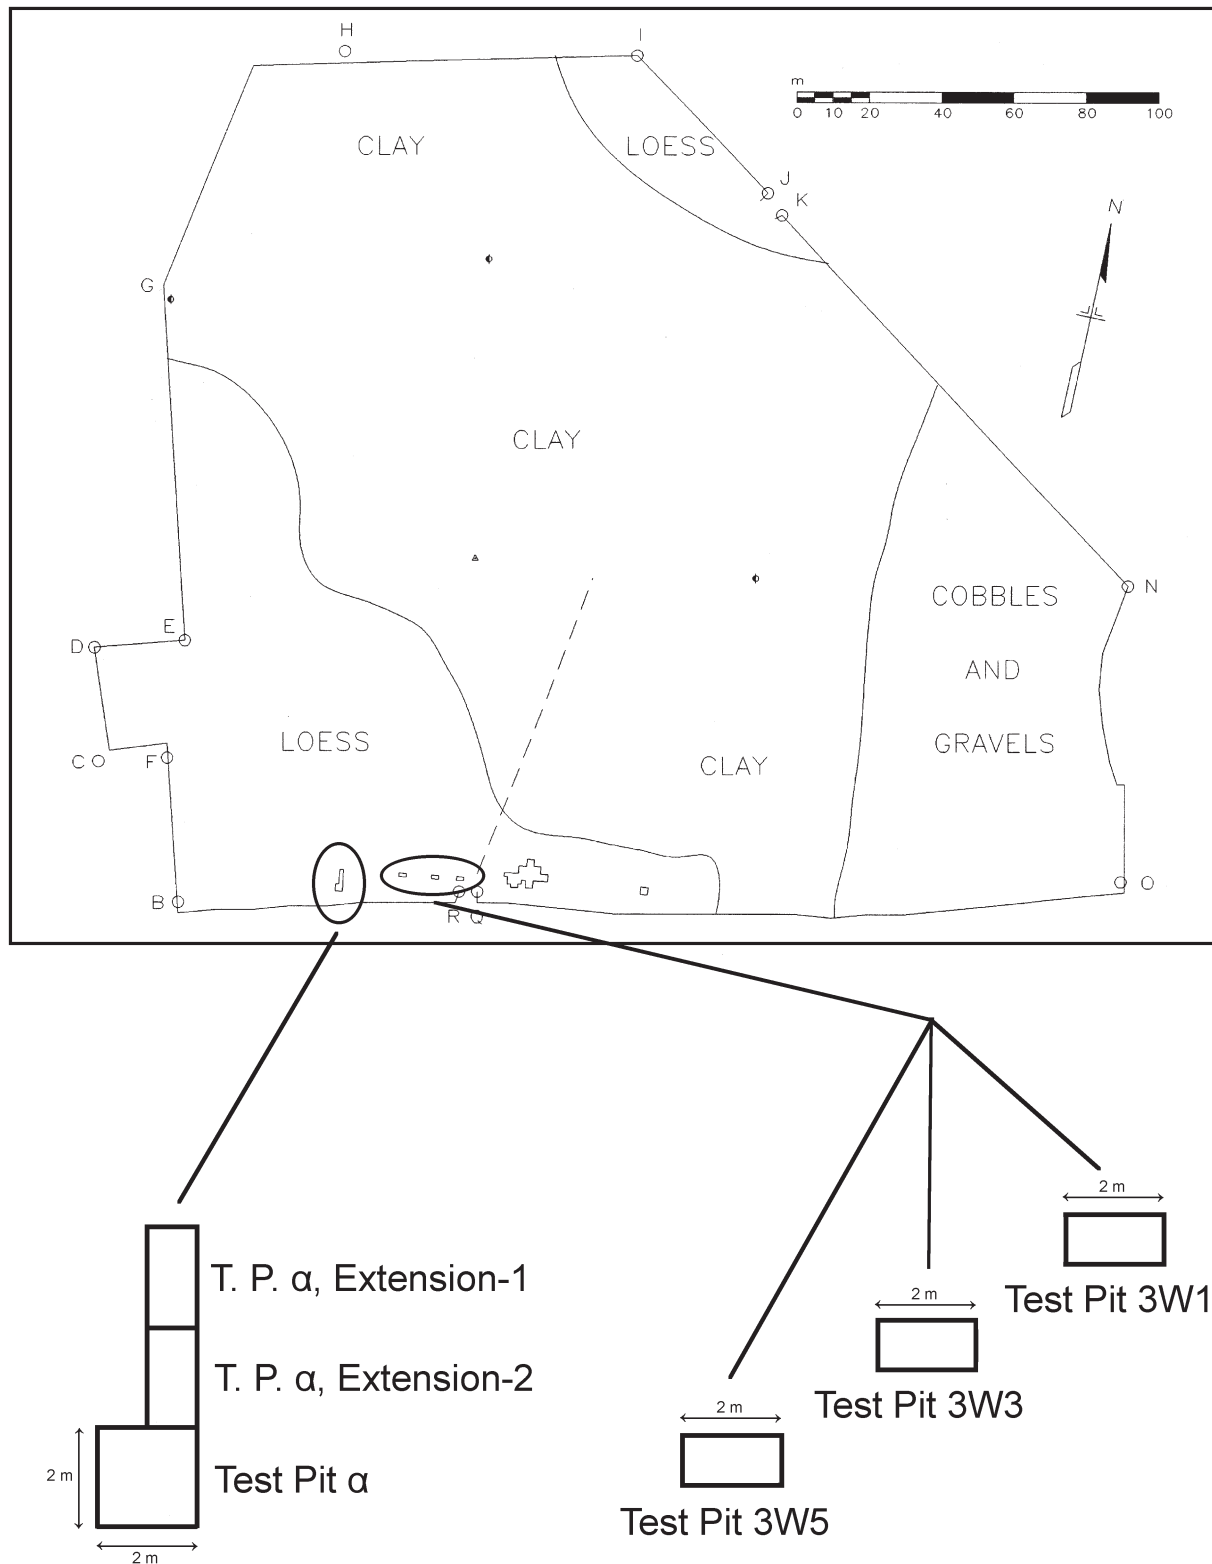 H
I
m
0 10 20 40 60 80 100
CLAY
LOESS
J
K
N
G
CLAY
COBBLES
AND
GRAVELS
N
E
D
LOESS
CLAY
C
F
B
R Q
O
2 m
T. P. α, Extension-1
2 m
Test Pit 3W1
T. P. α, Extension-2
2 m
Test Pit 3W3
2 m
Test Pit α
2 m
Test Pit 3W5